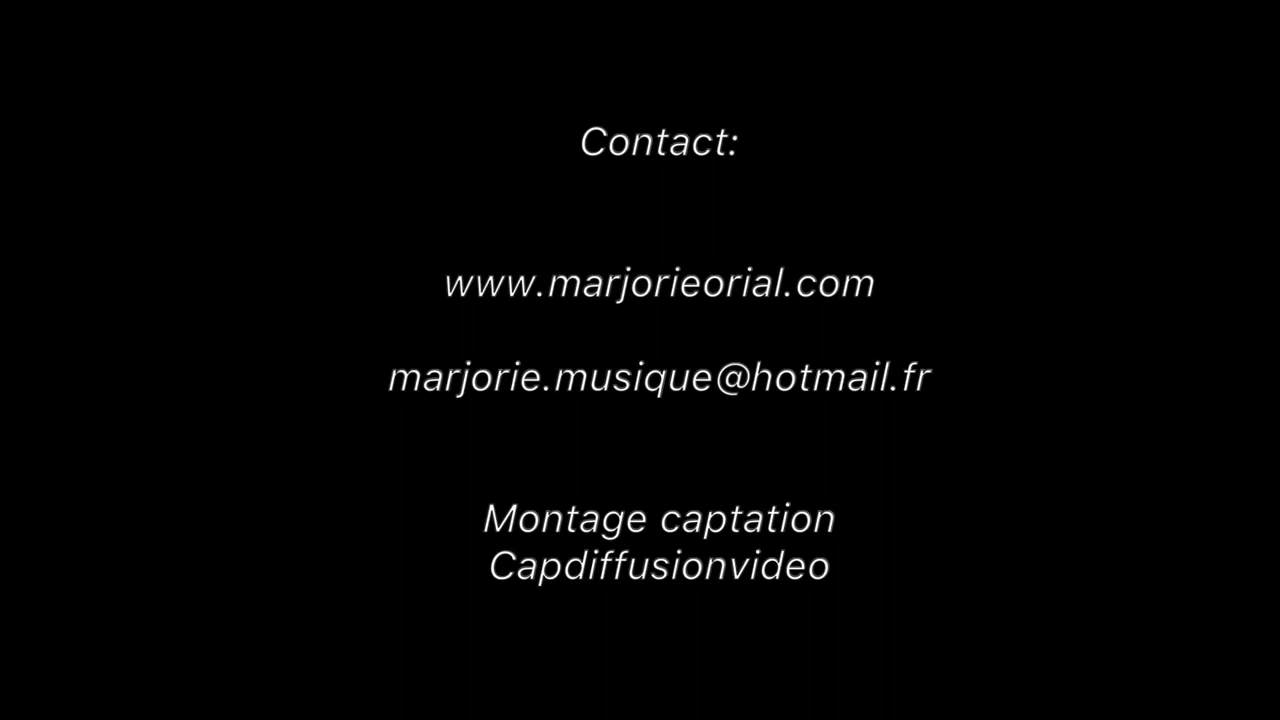 Contact:
www.marjorieorial.com
marjorie.musique@hotmail.fr
Montage captation
Capdiffusionvideo